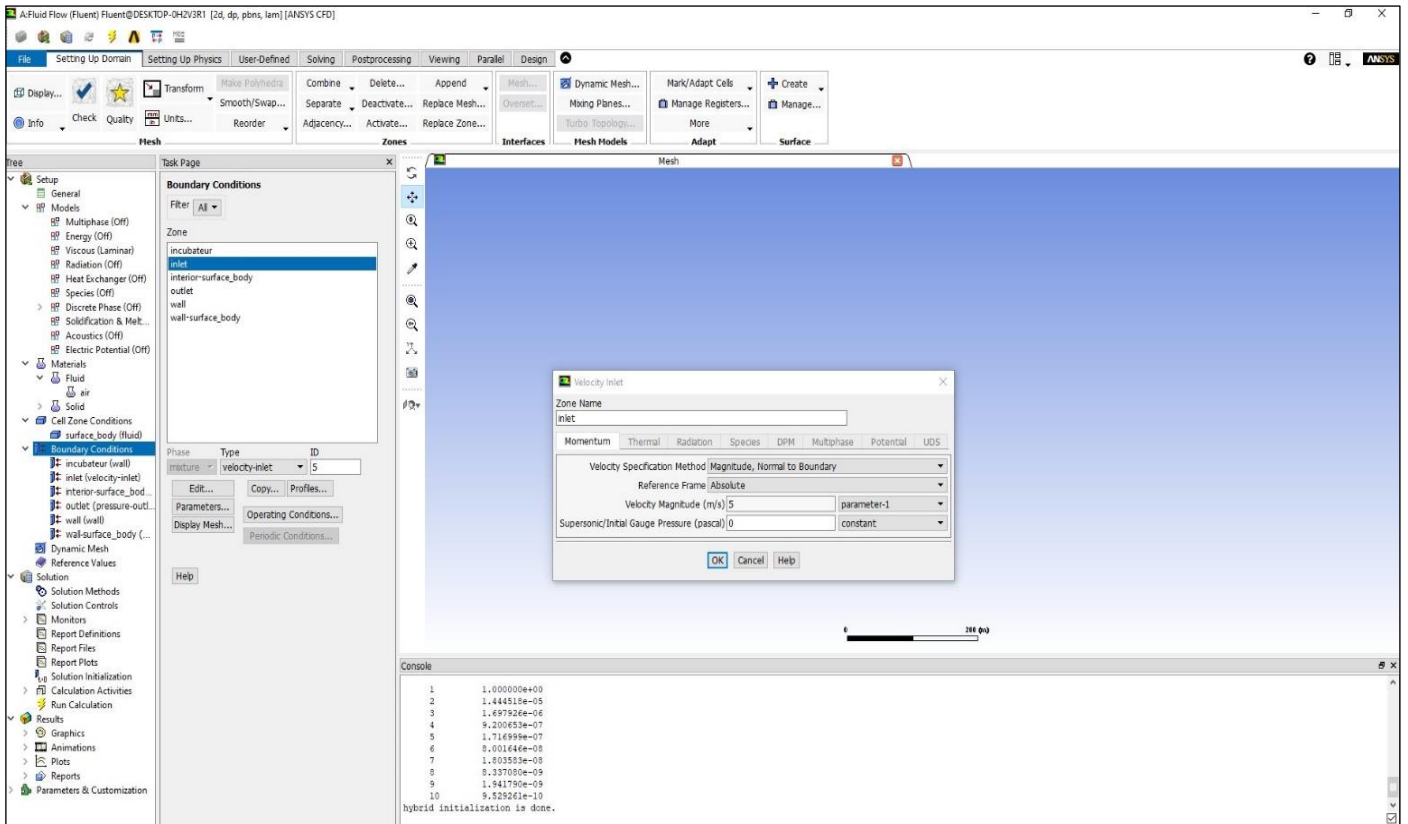 A:Fluid Flow (Fluent) Fluent@DESKTOP-0H2V3R1 [2d, dp, pbns, lam] [ANSYS CFD]
File Setting Up Domain Setting Up Physics User-Defined Solving Postprocessing Viewing Parallel Design ANSYS
Display... Transform Make Polyhedra Combine Delete... Append Mesh... Dynamic Mesh... Mark/Adapt Cells Create
Smooth/Swap... Separate Deactivate... Replace Mesh... Overset... Mixing Planes... Manage Registers... Manage...
Info Check Quality Units... Reorder Adjacency... Activate... Replace Zone... Turbo Topology... More
Mesh Zones Interfaces Mesh Models Adapt Surface
Tree
Setup
General
Models
Multiphase (Off)
Energy (Off)
Viscous (Laminar)
Radiation (Off)
Heat Exchanger (Off)
Species (Off)
Discrete Phase (Off)
Solidification & Melt...
Acoustics (Off)
Electric Potential (Off)
Materials
Fluid
air
Solid
Cell Zone Conditions
surface_body (fluid)
Boundary Conditions
incubateur (wall)
inlet (velocity-inlet)
interior-surface_bod...
outlet (pressure-outl...
wall (wall)
wall-surface_body (...
Dynamic Mesh
Reference Values
Solution
Solution Methods
Solution Controls
Monitors
Report Definitions
Report Files
Report Plots
Solution Initialization
Calculation Activities
Run Calculation
Results
Graphics
Animations
Plots
Reports
Parameters & Customization
Task Page
Boundary Conditions
Filter All
Zone
incubateur
inlet
interior-surface_body
outlet
wall
wall-surface_body
Phase Type ID
mixture velocity-inlet 5
Edit... Copy... Profiles...
Parameters... Operating Conditions...
Display Mesh... Periodic Conditions...
Help
Mesh
Velocity Inlet
Zone Name
inlet
Momentum Thermal Radiation Species DPM Multiphase Potential UDS
Velocity Specification Method Magnitude, Normal to Boundary
Reference Frame Absolute
Velocity Magnitude (m/s) 5 parameter-1
Supersonic/Initial Gauge Pressure (pascal) 0 constant
OK Cancel Help
0 200 (m)
Console
1 1.000000e+00
2 1.444518e-05
3 1.697926e-06
4 9.200653e-07
5 1.716999e-07
6 8.001646e-08
7 1.803583e-08
8 8.337080e-09
9 1.941790e-09
10 9.529261e-10
hybrid initialization is done.